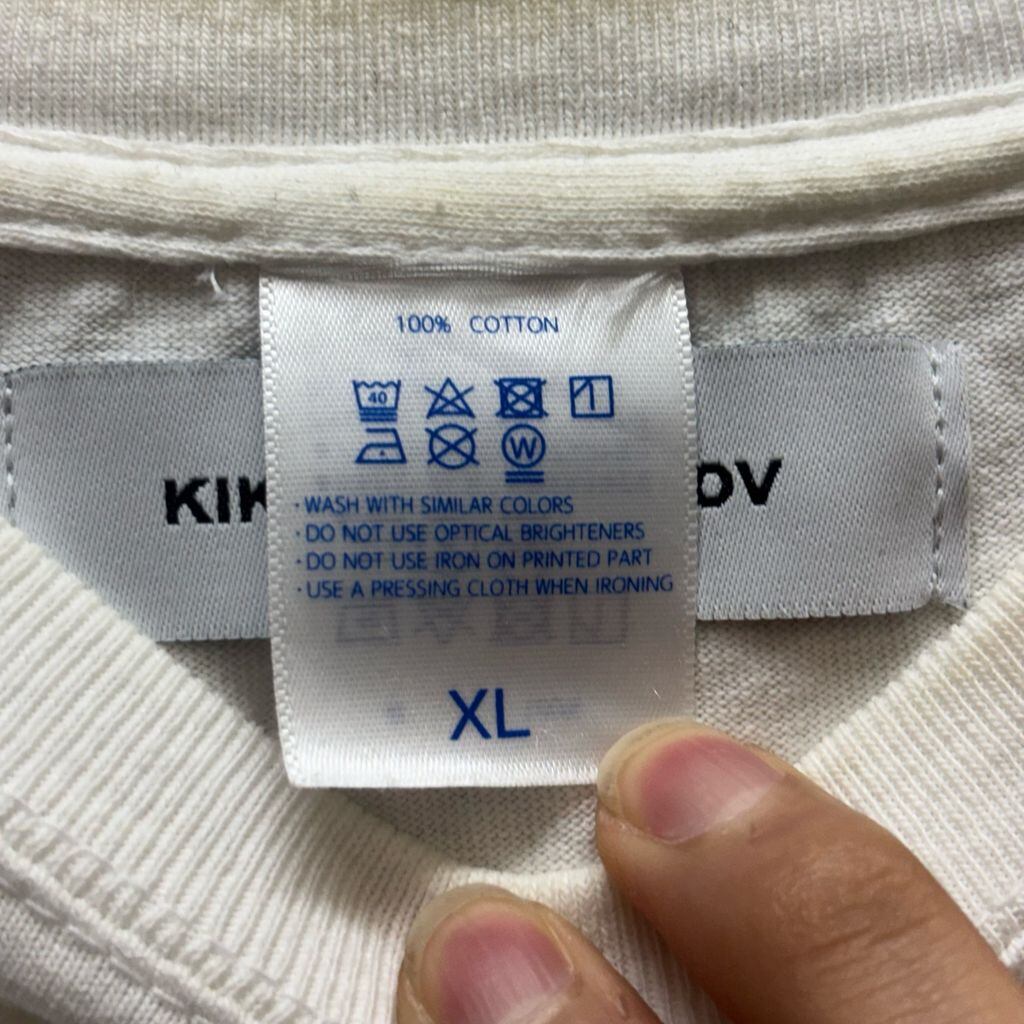 100% COTTON
40
W
KIK OV
· WASH WITH SIMILAR COLORS
· DO NOT USE OPTICAL BRIGHTENERS
· DO NOT USE IRON ON PRINTED PART
· USE A PRESSING CLOTH WHEN IRONING
XL